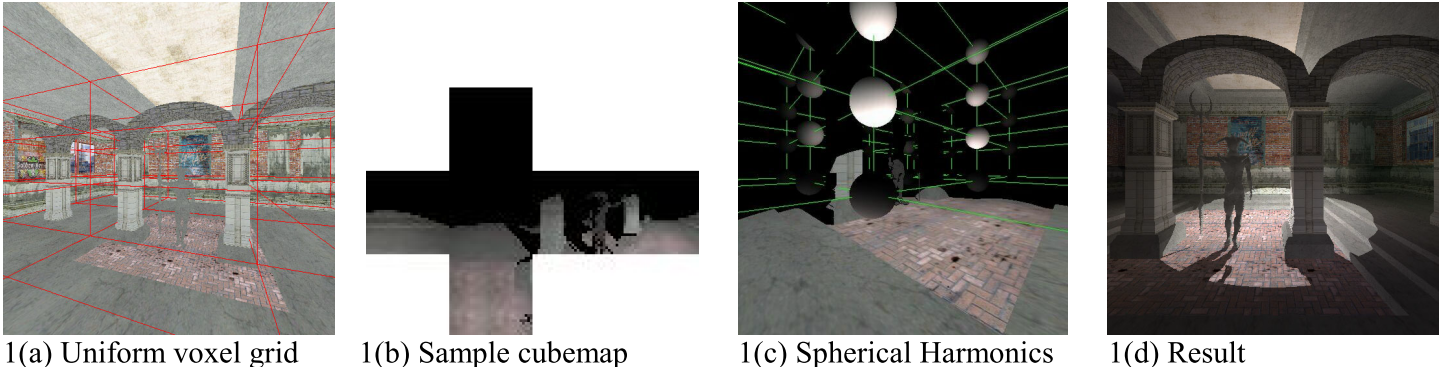 1(a) Uniform voxel grid
1(b) Sample cubemap
1(c) Spherical Harmonics
1(d) Result